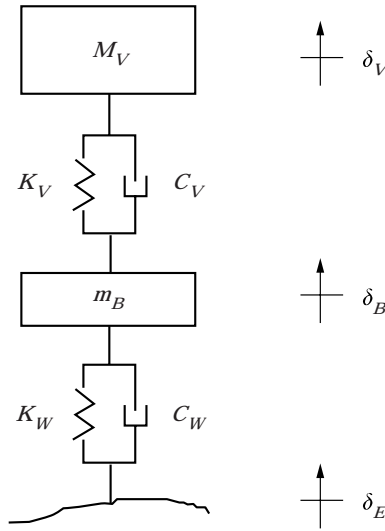 M_V
δ_V
K_V C_V
m_B
δ_B
K_W C_W
δ_E